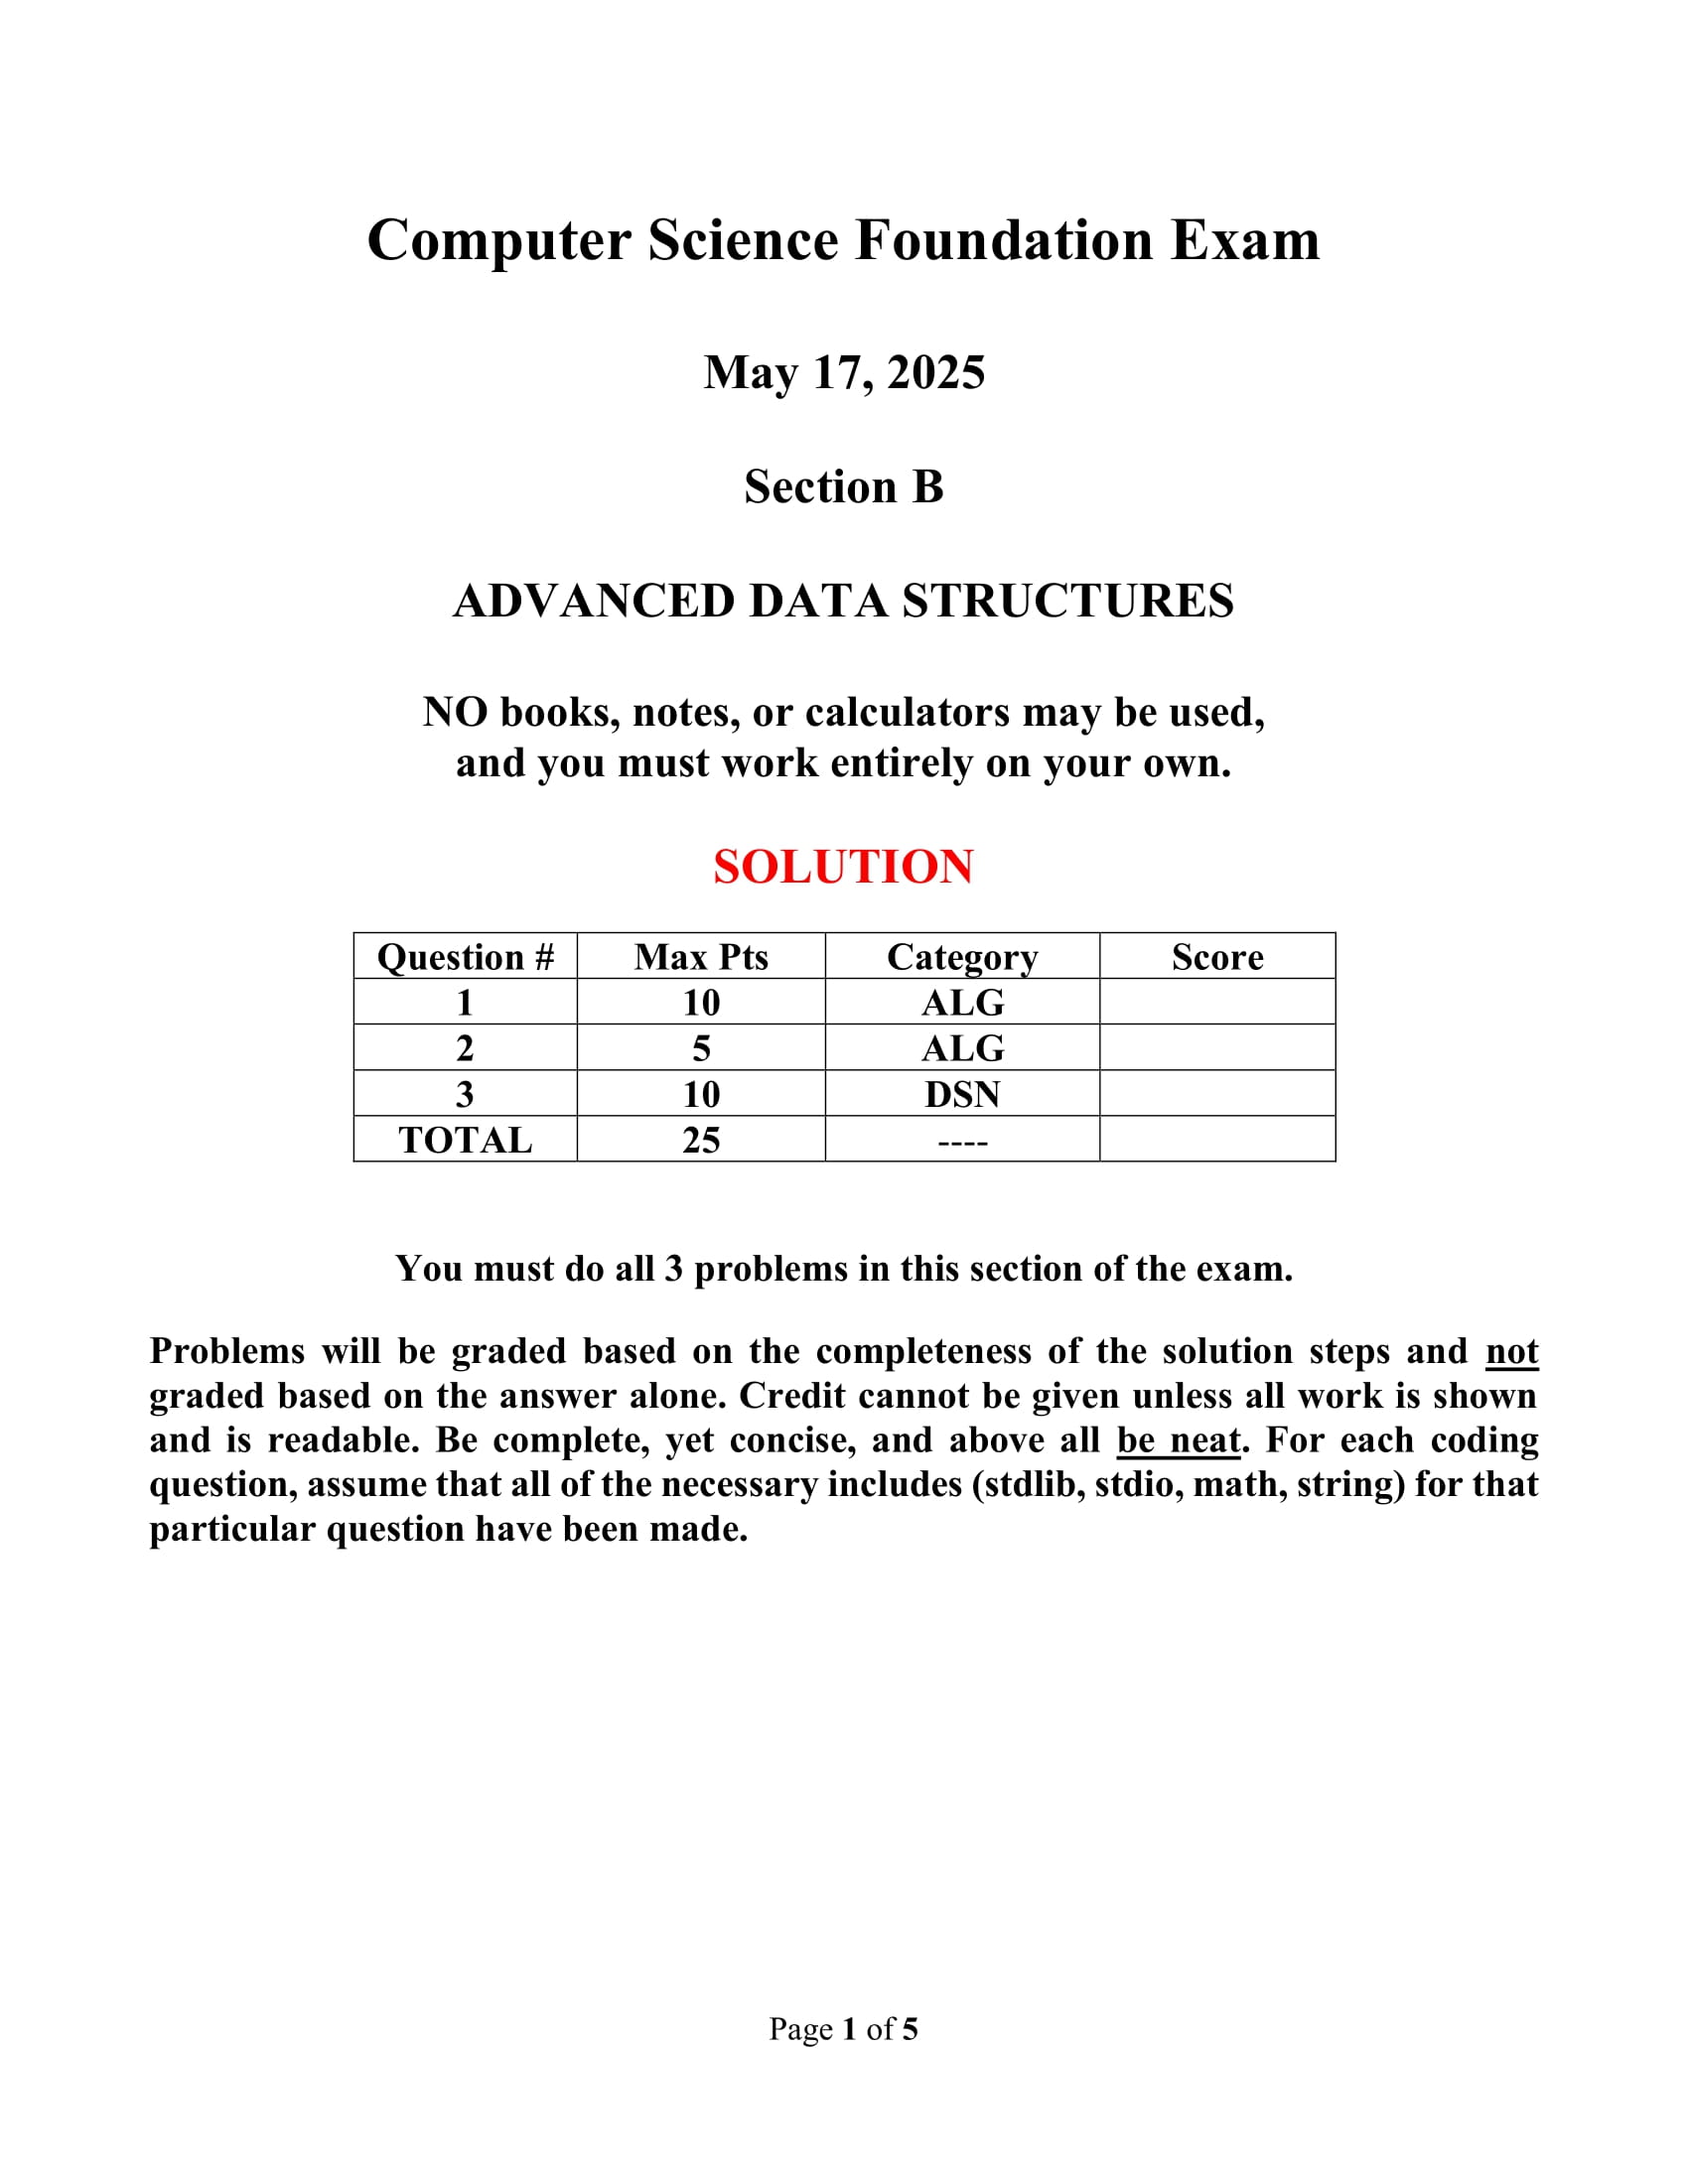 Computer Science Foundation Exam
May 17, 2025
Section B
ADVANCED DATA STRUCTURES
NO books, notes, or calculators may be used,
and you must work entirely on your own.
SOLUTION
Question # Max Pts Category Score
1 10 ALG
2 5 ALG
3 10 DSN
TOTAL 25 ----
You must do all 3 problems in this section of the exam.
Problems will be graded based on the completeness of the solution steps and not
graded based on the answer alone. Credit cannot be given unless all work is shown
and is readable. Be complete, yet concise, and above all be neat. For each coding
question, assume that all of the necessary includes (stdlib, stdio, math, string) for that
particular question have been made.
Page 1 of 5